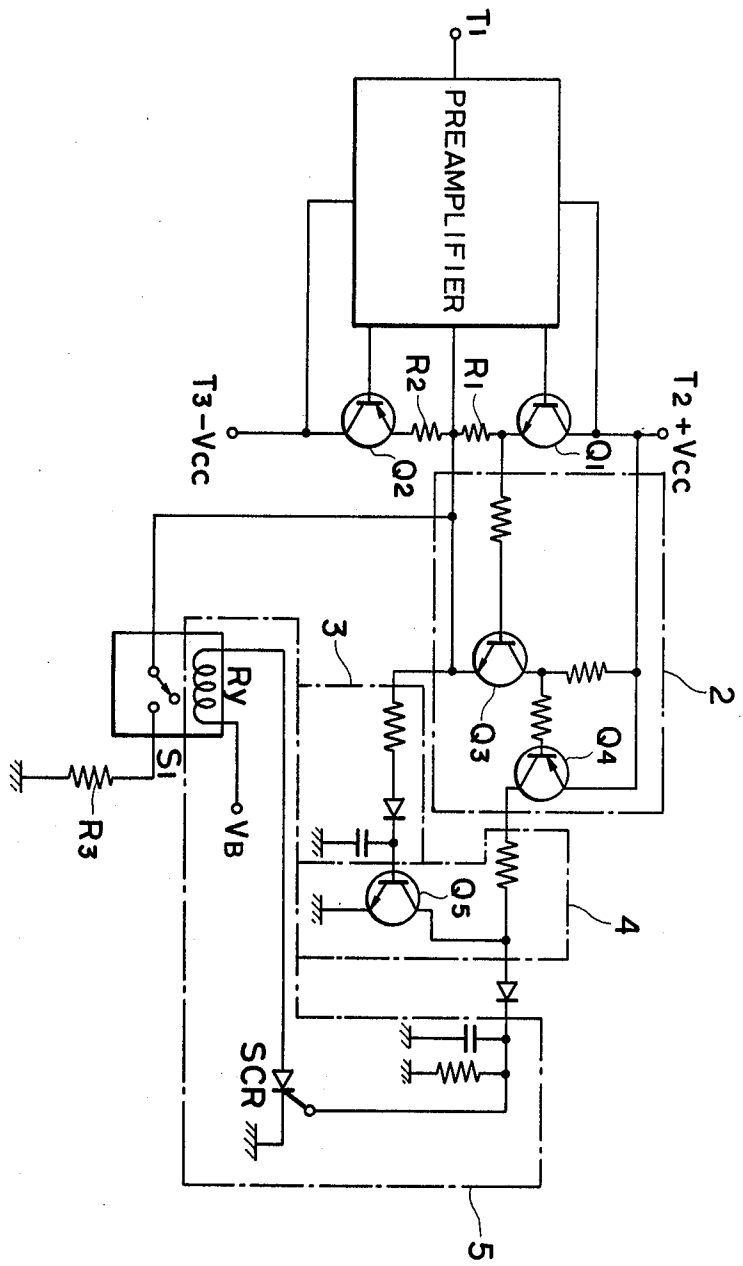 T1
PREAMPLIFIER
T2 +Vcc
Q1
R1
R2
Q2
T3 -Vcc
2
Q3
Q4
3
4
Q5
Ry
S1
VB
R3
SCR
5